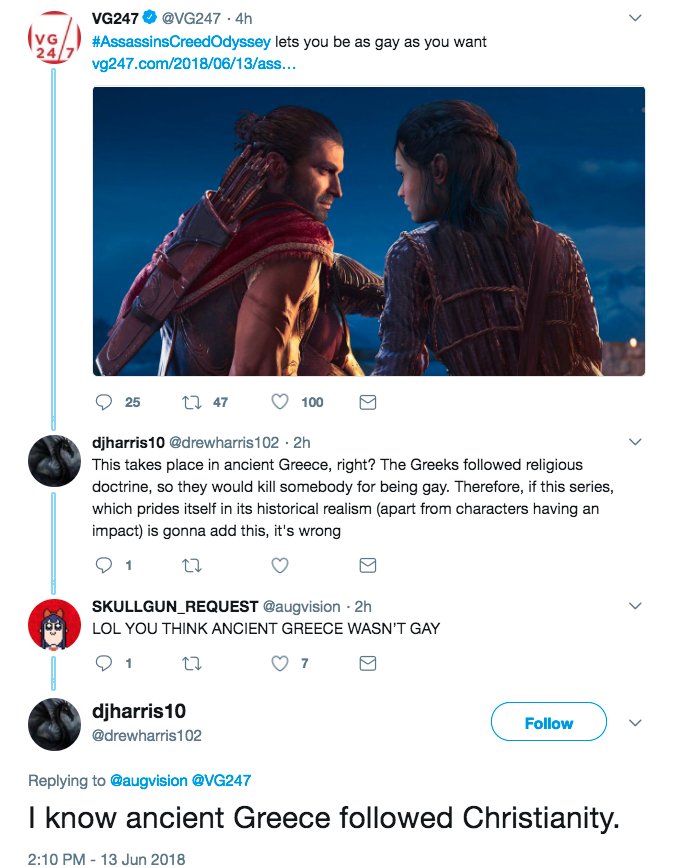 VG247 @VG247 · 4h
VG
24/7
#AssassinsCreedOdyssey lets you be as gay as you want
vg247.com/2018/06/13/ass…
25 47 100
djharris10 @drewharris102 · 2h
This takes place in ancient Greece, right? The Greeks followed religious
doctrine, so they would kill somebody for being gay. Therefore, if this series,
which prides itself in its historical realism (apart from characters having an
impact) is gonna add this, it's wrong
1
SKULLGUN_REQUEST @augvision · 2h
LOL YOU THINK ANCIENT GREECE WASN'T GAY
1 7
djharris10
@drewharris102
Follow
Replying to @augvision @VG247
I know ancient Greece followed Christianity.
2:10 PM - 13 Jun 2018